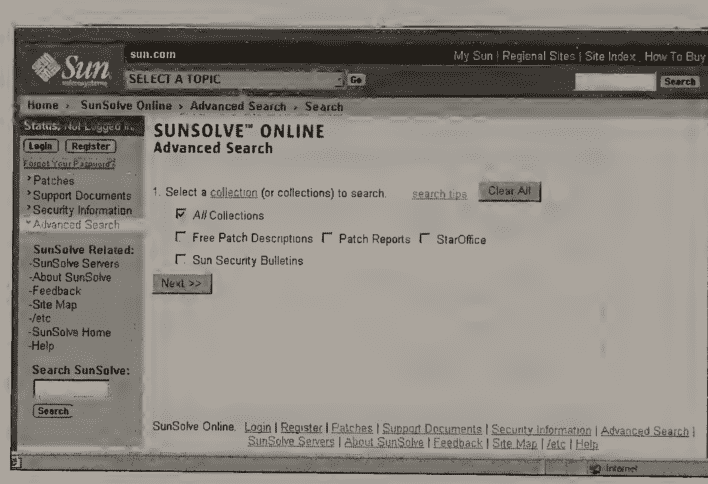 Sun
microsystems
sun.com
My Sun | Regional Sites | Site Index How To Buy
SELECT A TOPIC
Go
Search
Home > SunSolve Online > Advanced Search > Search
Status: Not Logged In.
Login Register
Forgot Your Password?
Patches
Support Documents
Security Information
Advanced Search
SunSolve Related:
-SunSolve Servers
-About SunSolve
-Feedback
-Site Map
-/etc
-SunSolve Home
-Help
Search SunSolve:
Search
SUNSOLVE™ ONLINE
Advanced Search
1. Select a collection (or collections) to search. search tips Clear All
All Collections
Free Patch Descriptions Patch Reports StarOffice
Sun Security Bulletins
Next >>
SunSolve Online. Login | Register | Patches | Support Documents | Security Information | Advanced Search |
SunSolve Servers | About SunSolve | Feedback | Site Map | /etc | Help
Internet